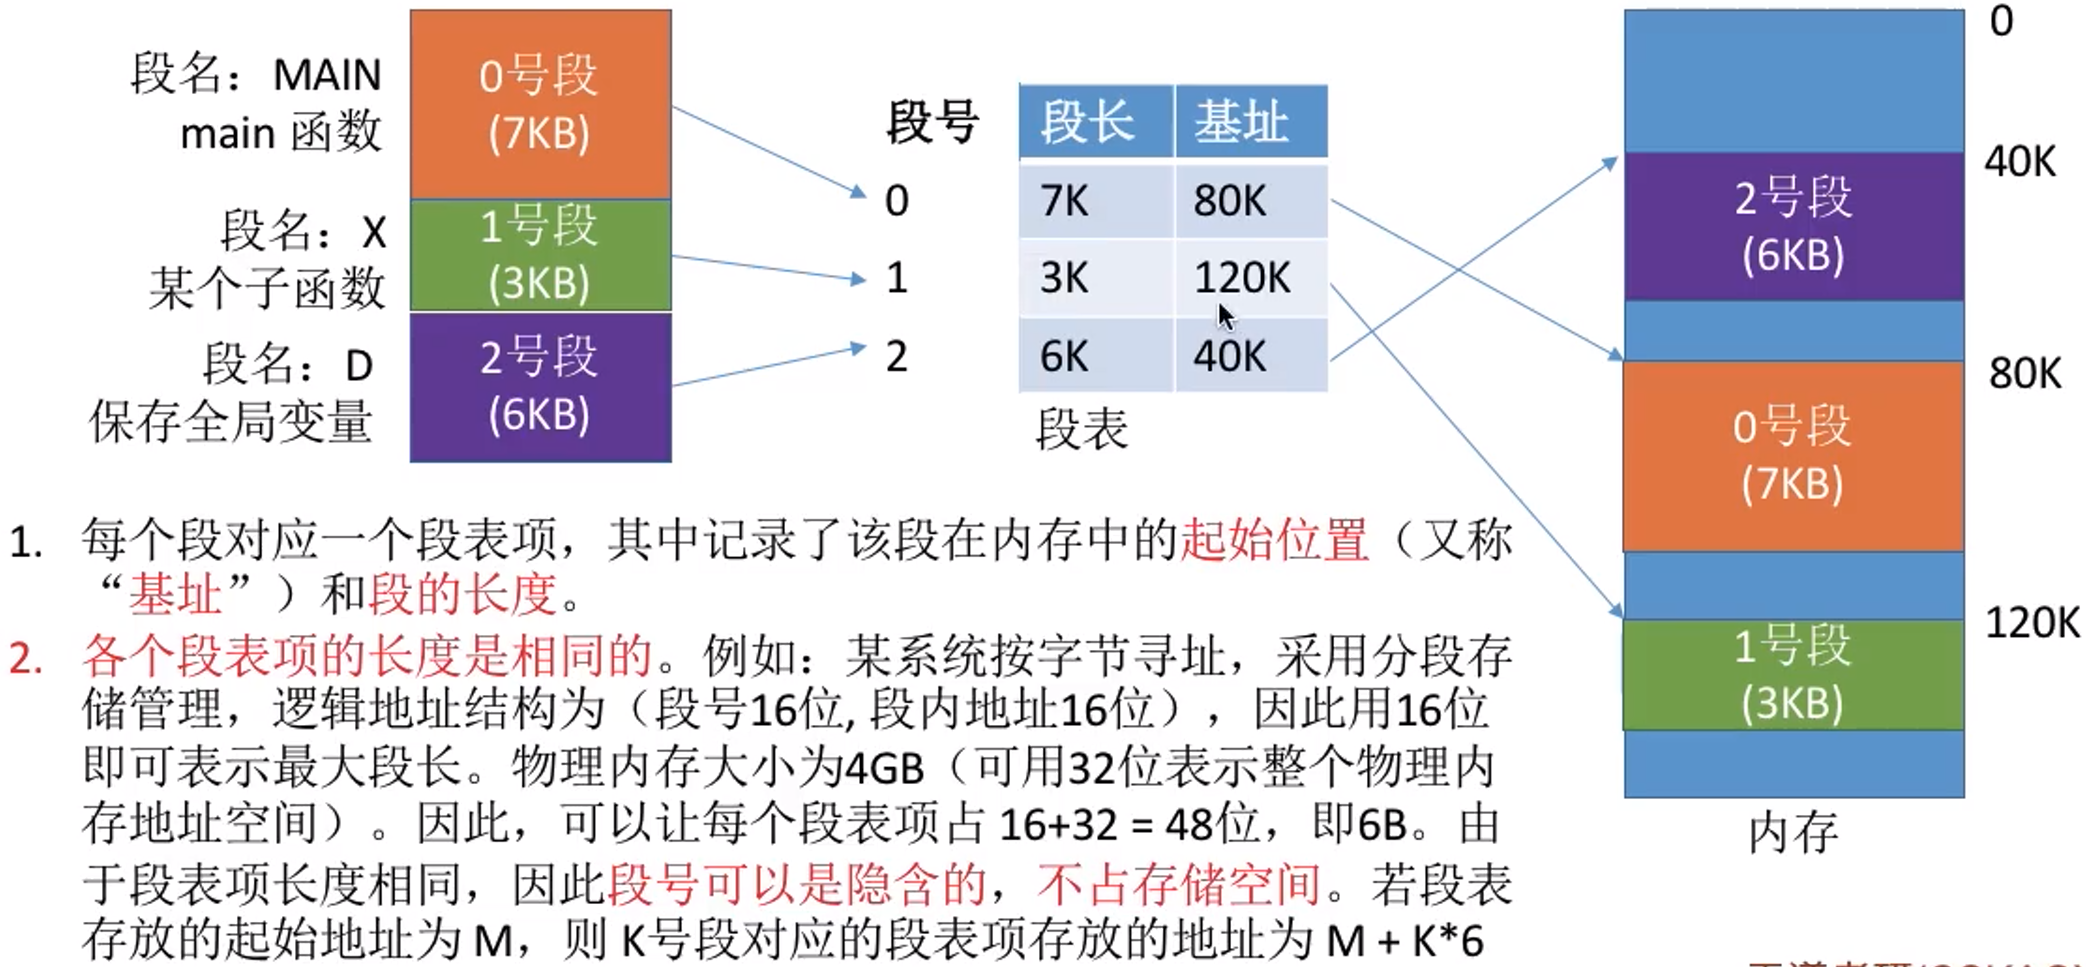 段名：MAIN
main 函数
0号段
(7KB)
段名：X
某个子函数
1号段
(3KB)
段名：D
保存全局变量
2号段
(6KB)
段号 段长 基址
0 7K 80K
1 3K 120K
2 6K 40K
段表
0
40K
2号段
(6KB)
80K
0号段
(7KB)
120K
1号段
(3KB)
内存
1. 每个段对应一个段表项，其中记录了该段在内存中的起始位置（又称
“基址”）和段的长度。
2. 各个段表项的长度是相同的。例如：某系统按字节寻址，采用分段存
储管理，逻辑地址结构为（段号16位, 段内地址16位），因此用16位
即可表示最大段长。物理内存大小为4GB（可用32位表示整个物理内
存地址空间）。因此，可以让每个段表项占 16+32 = 48位，即6B。由
于段表项长度相同，因此段号可以是隐含的，不占存储空间。若段表
存放的起始地址为 M，则 K号段对应的段表项存放的地址为 M + K*6